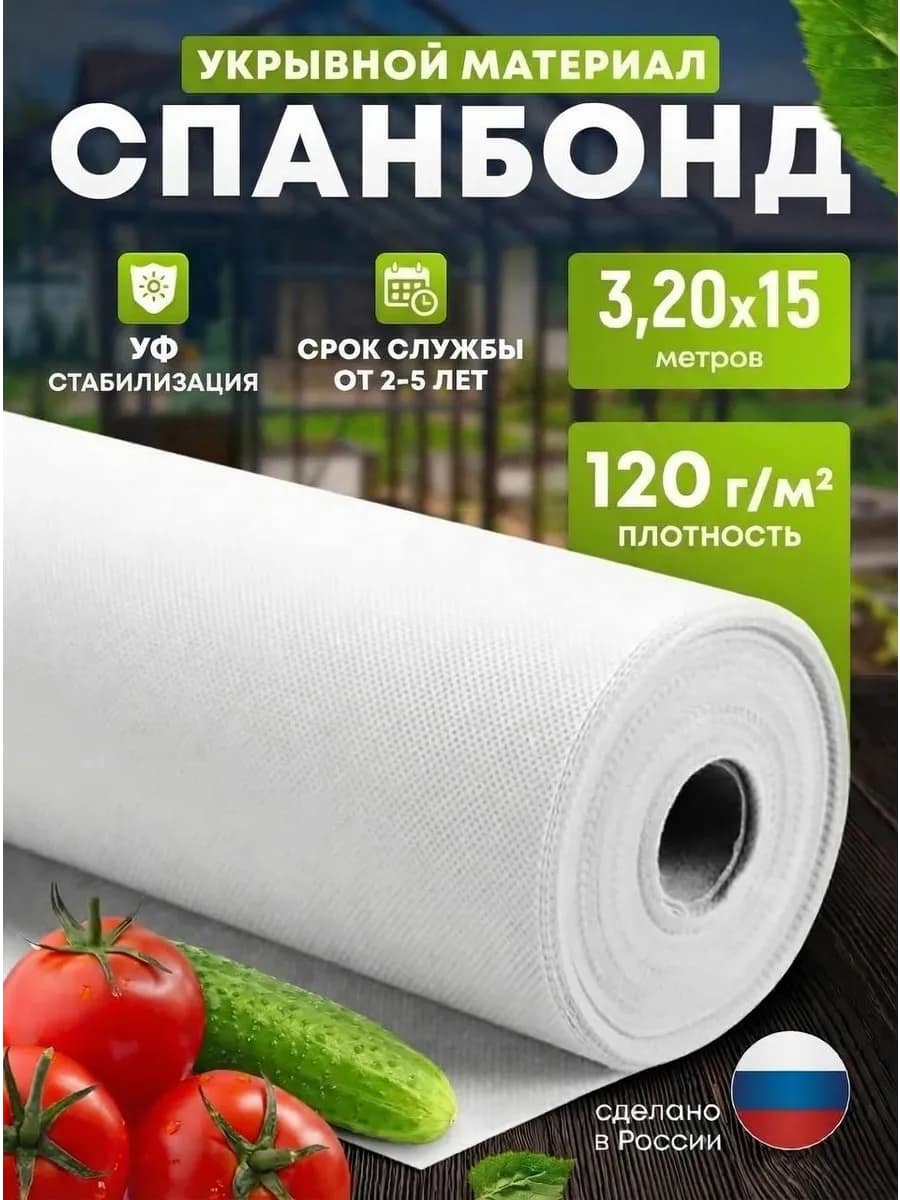 УКРЫВНОЙ МАТЕРИАЛ
СПАНБОНД
УФ
СТАБИЛИЗАЦИЯ
СРОК СЛУЖБЫ
ОТ 2-5 ЛЕТ
3,20х15
метров
120 г/м²
ПЛОТНОСТЬ
сделано
в России